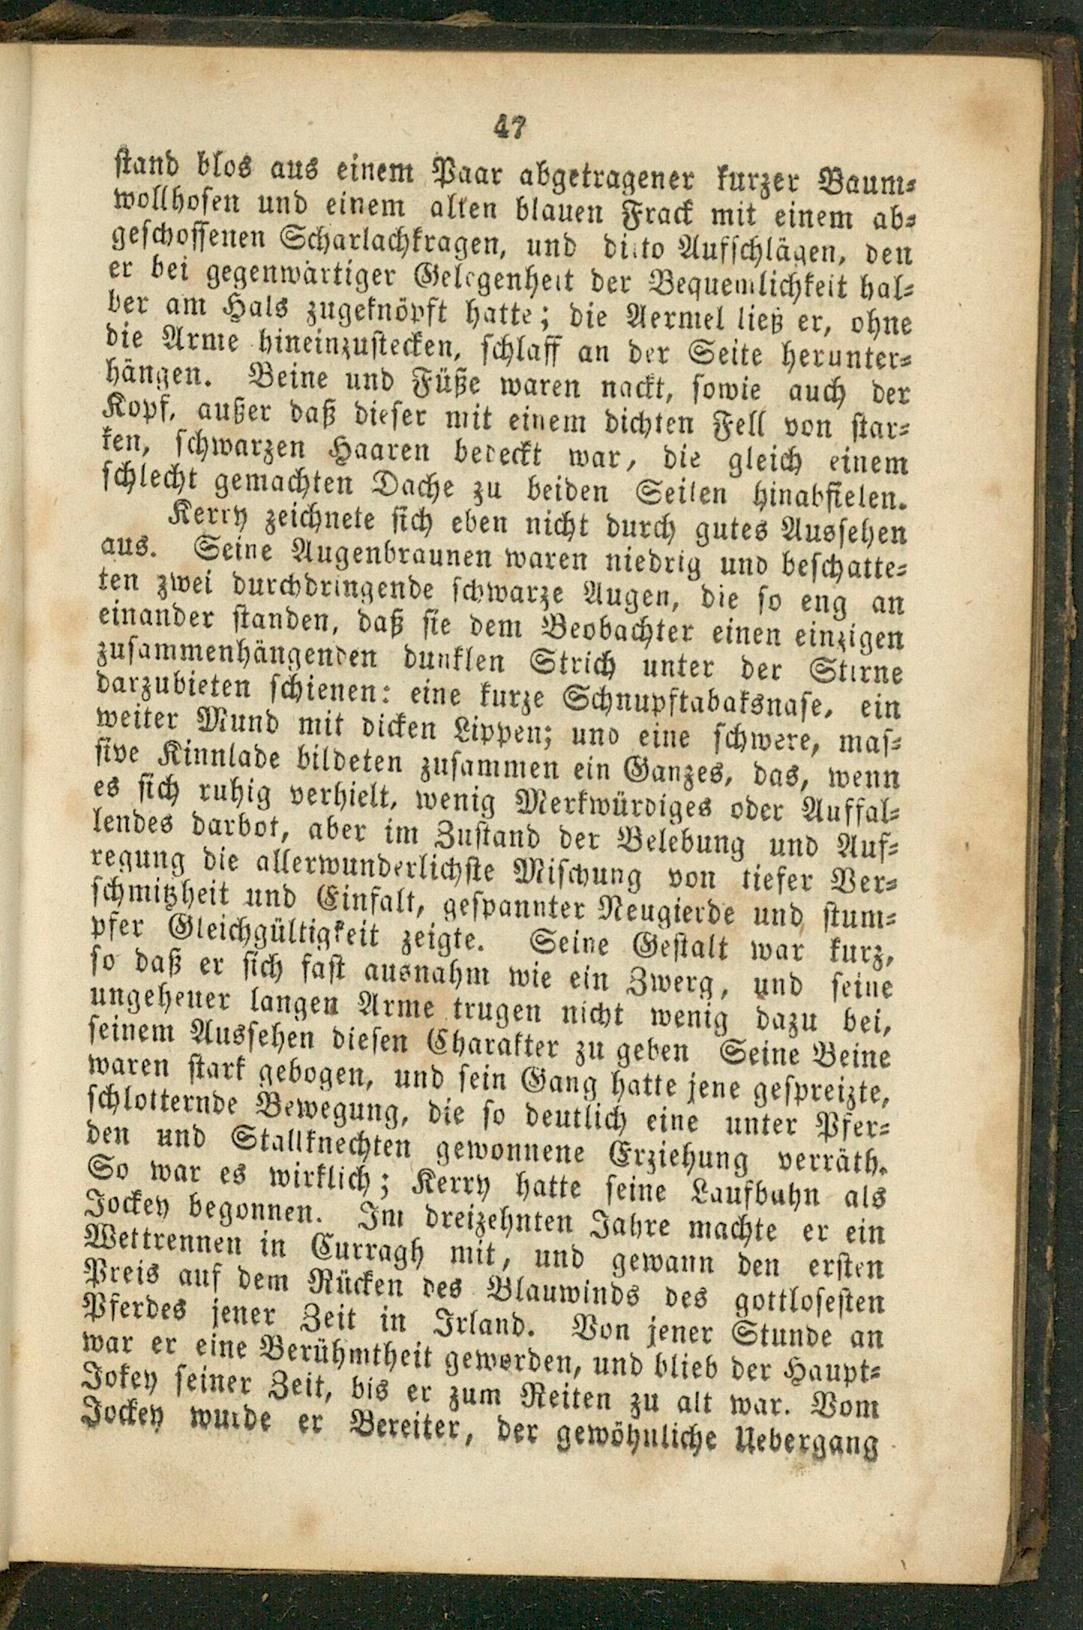 47
stand blos aus einem Paar abgetragener kurzer Baum-
wollhosen und einem alten blauen Frack mit einem ab-
geschossenen Scharlachkragen, und ditto Aufschlägen, den
er bei gegenwärtiger Gelegenheit der Bequemlichkeit hal-
ber am Hals zugeknöpft hatte; die Aermel ließ er, ohne
die Arme hineinzustecken, schlaff an der Seite herunter-
hängen. Beine und Füße waren nackt, sowie auch der
Kopf, außer daß dieser mit einem dichten Fell von star-
ken, schwarzen Haaren bedeckt war, die gleich einem
schlecht gemachten Dache zu beiden Seiten hinabfielen.
Kerry zeichnete sich eben nicht durch gutes Aussehen
aus. Seine Augenbraunen waren niedrig und beschatte-
ten zwei durchdringende schwarze Augen, die so eng an
einander standen, daß sie dem Beobachter einen einzigen
zusammenhängenden dunklen Strich unter der Stirne
darzubieten schienen: eine kurze Schnupftabaksnase, ein
weiter Mund mit dicken Lippen; und eine schwere, mas-
sive Kinnlade bildeten zusammen ein Ganzes, das, wenn
es sich ruhig verhielt, wenig Merkwürdiges oder Auffal-
lendes darbot, aber im Zustand der Belebung und Auf-
regung die allerwunderlichste Mischung von tiefer Ver-
schmitzheit und Einfalt, gespannter Neugierde und stum-
pfer Gleichgültigkeit zeigte. Seine Gestalt war kurz,
so daß er sich fast ausnahm wie ein Zwerg, und seine
ungeheuer langen Arme trugen nicht wenig dazu bei,
seinem Aussehen diesen Charakter zu geben Seine Beine
waren stark gebogen, und sein Gang hatte jene gespreizte,
schlotternde Bewegung, die so deutlich eine unter Pfer-
den und Stallknechten gewonnene Erziehung verräth.
So war es wirklich; Kerry hatte seine Laufbahn als
Jockey begonnen. Im dreizehnten Jahre machte er ein
Wettrennen in Curragh mit, und gewann den ersten
Preis auf dem Rücken des Blauwinds des gottlosesten
Pferdes jener Zeit in Irland. Von jener Stunde an
war er eine Berühmtheit geworden, und blieb der Haupt-
Jokey seiner Zeit, bis er zum Reiten zu alt war. Vom
Jockey wurde er Bereiter, der gewöhnliche Uebergang